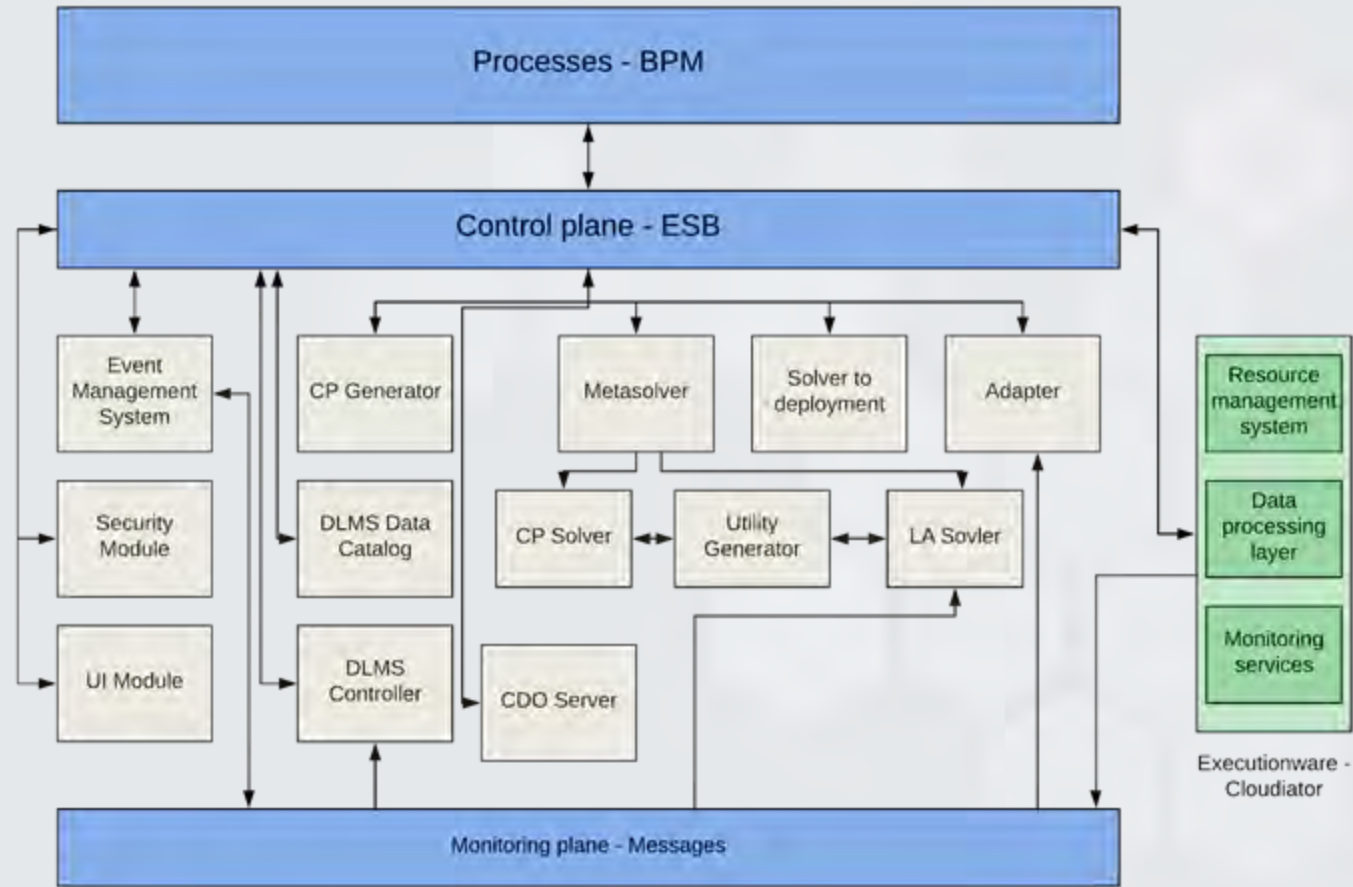 Processes - BPM
Control plane - ESB
Event
Management
System
CP Generator
Metasolver
Solver to
deployment
Adapter
Resource
management
system
Security
Module
DLMS Data
Catalog
CP Solver
Utility
Generator
LA Sovler
Data
processing
layer
UI Module
DLMS
Controller
CDO Server
Monitoring
services
Executionware -
Cloudiator
Monitoring plane - Messages